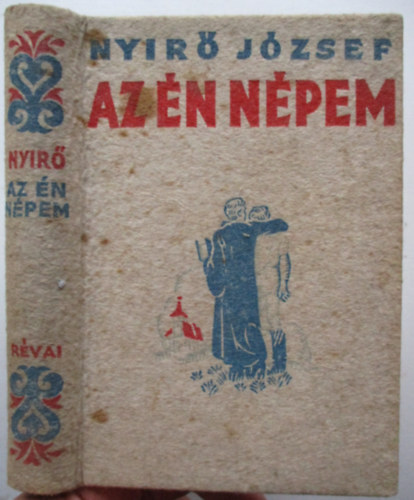 NYIRŐ JÓZSEF
AZ ÉN NÉPEM
NYIRŐ
AZ ÉN
NÉPEM
RÉVAI